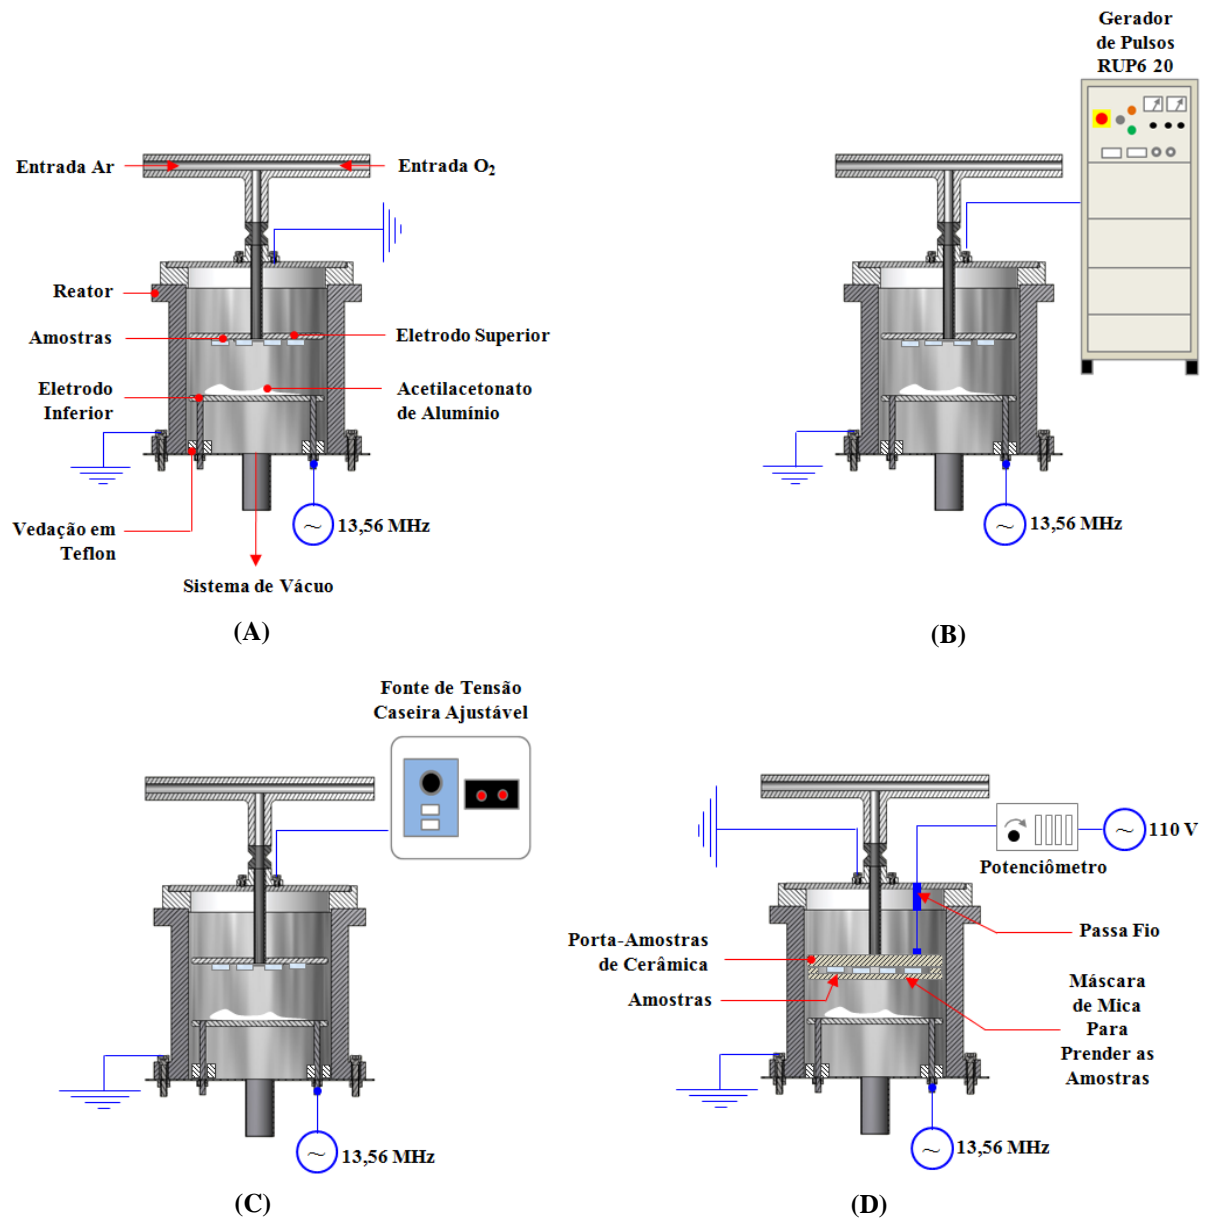 Entrada Ar
Entrada O₂
Reator
Amostras
Eletrodo Superior
Eletrodo
Inferior
Acetilacetonato
de Alumínio
Vedação em
Teflon
~
13,56 MHz
Sistema de Vácuo
(A)
Gerador
de Pulsos
RUP6 20
~
13,56 MHz
(B)
Fonte de Tensão
Caseira Ajustável
~
13,56 MHz
(C)
~
110 V
Potenciômetro
Passa Fio
Porta-Amostras
de Cerâmica
Amostras
Máscara
de Mica
Para
Prender as
Amostras
~
13,56 MHz
(D)